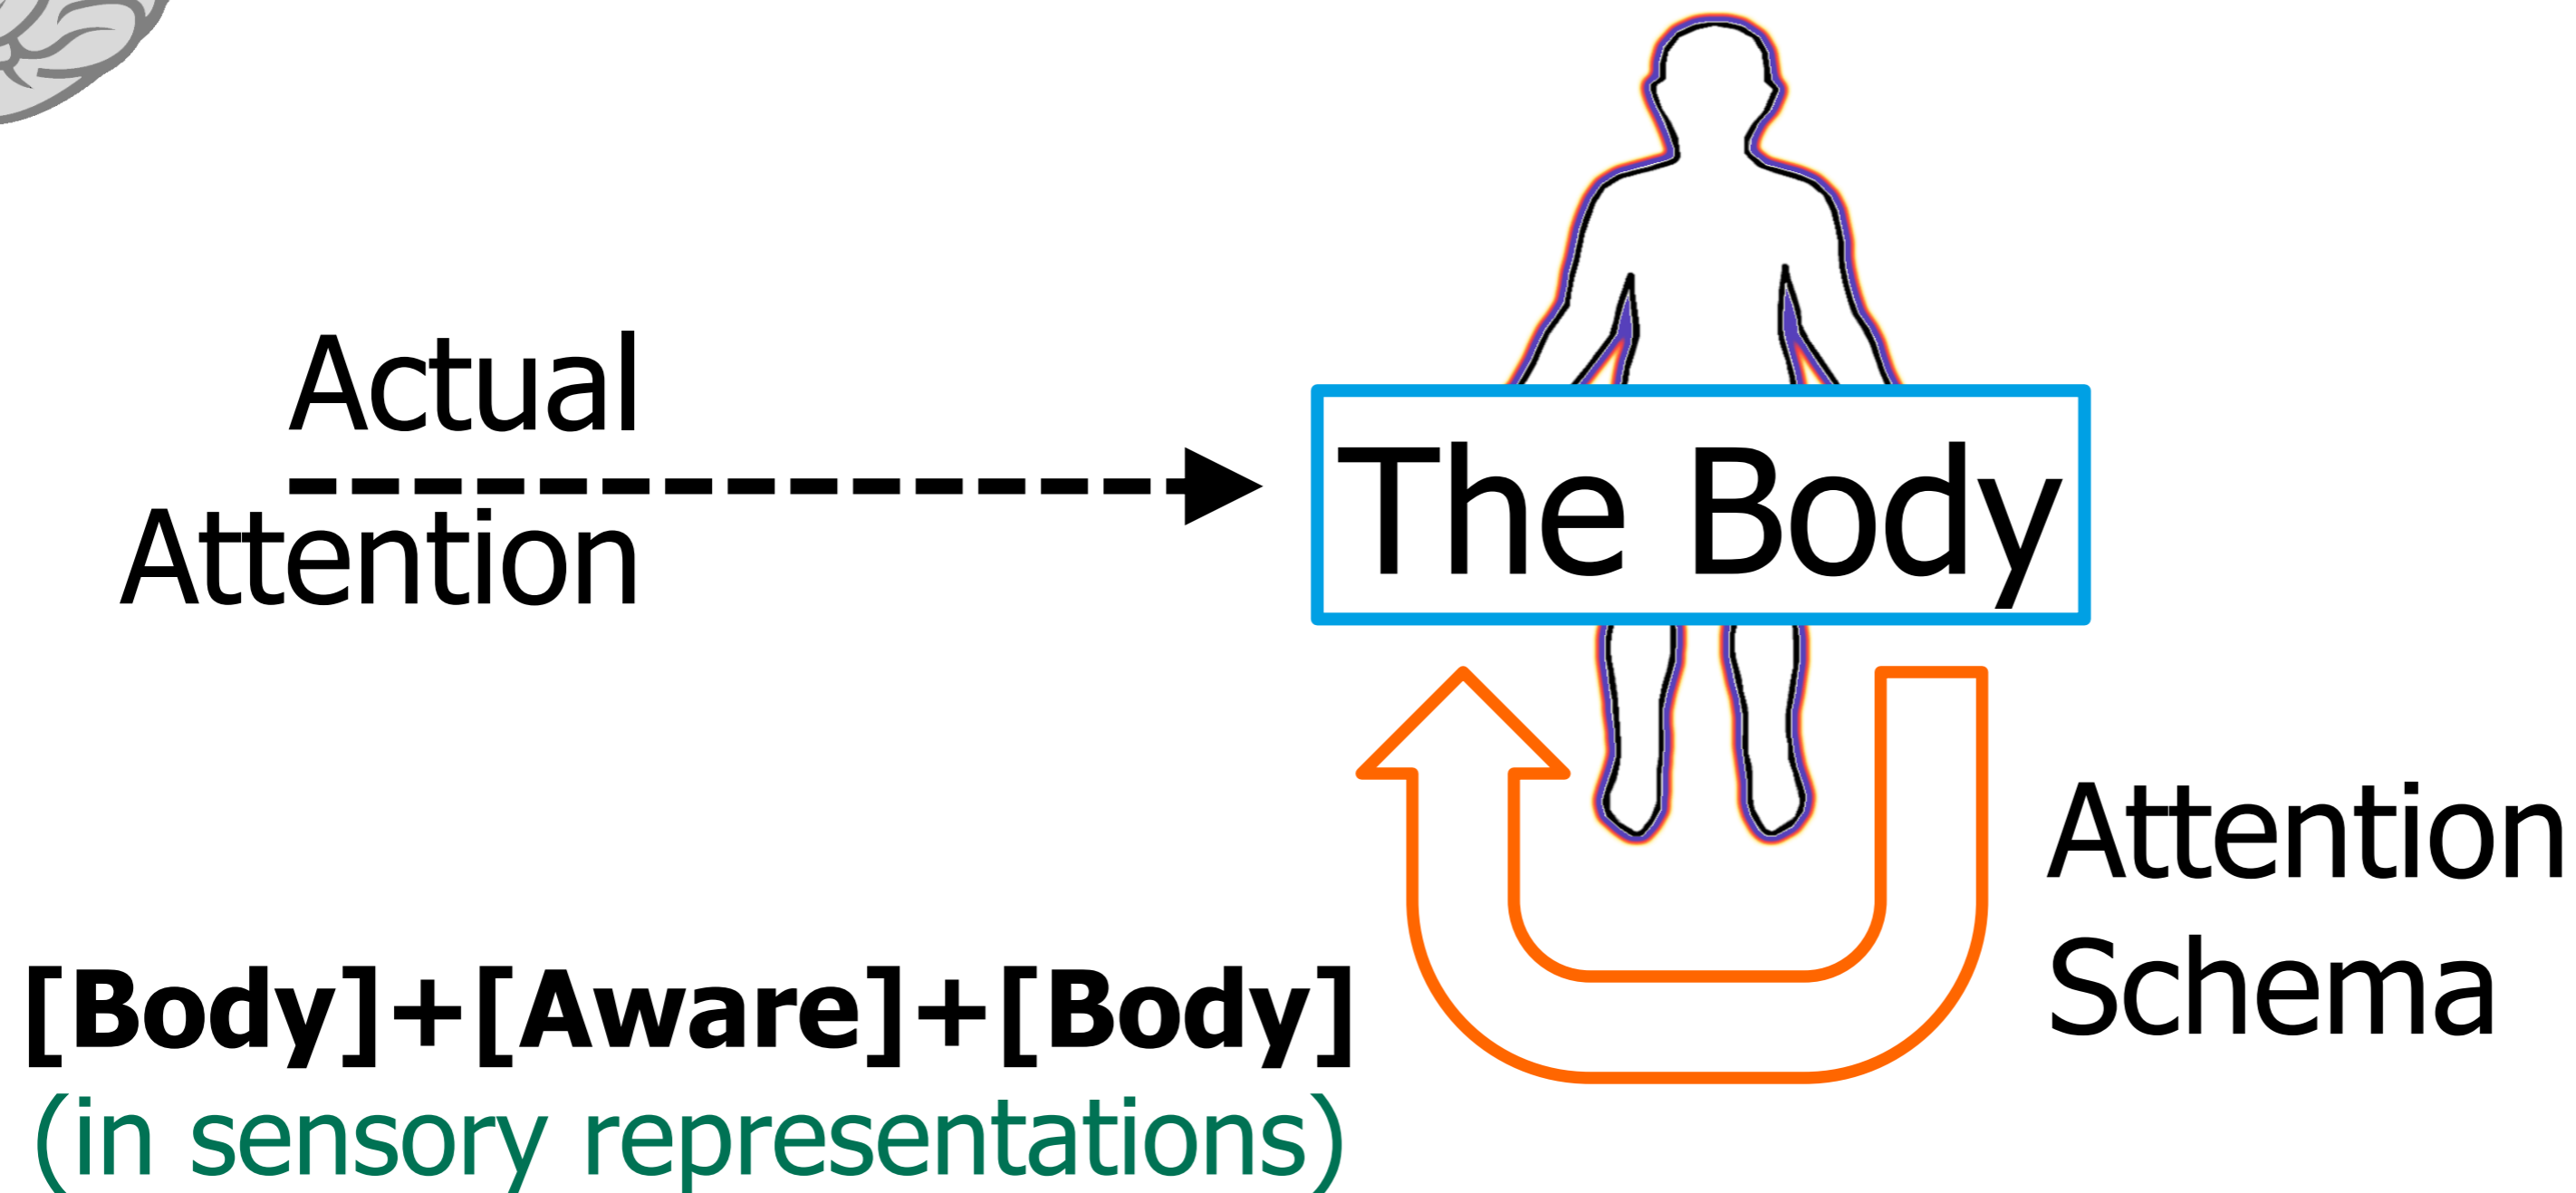 Actual
Attention
The Body
Attention
Schema
[Body]+[Aware]+[Body]
(in sensory representations)